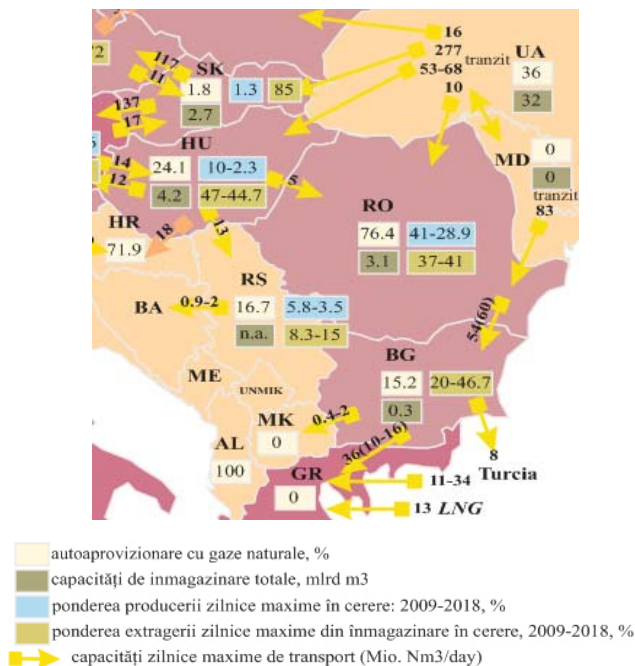 16
277
UA
tranzit
53-68
36
10
32
72
117
11
SK
1.8 1.3 85
2.7
137
17
HU
14
24.1 10-2.3
12
4.2 47-44.7
5
MD
0
0
tranzit
83
HR
18
13
71.9
RO
76.4 41-28.9
3.1 37-41
RS
BA
0.9-2
16.7 5.8-3.5
n.a. 8.3-15
54(60)
BG
15.2 20-46.7
0.3
ME
UNMIK
MK
0.4-2
0
AL
100
36(10-16)
8
Turcia
GR
0
11-34
13 LNG
autoaprovizionare cu gaze naturale, %
capacități de inmagazinare totale, mlrd m3
ponderea producerii zilnice maxime în cerere: 2009-2018, %
ponderea extragerii zilnice maxime din înmagazinare în cerere, 2009-2018, %
capacități zilnice maxime de transport (Mio. Nm3/day)